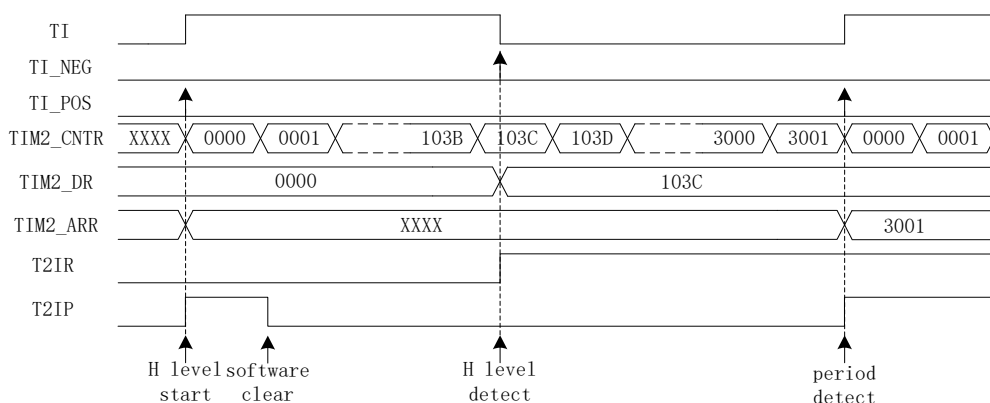 TI
TI_NEG
TI_POS
TIM2_CNTR XXXX 0000 0001 103B 103C 103D 3000 3001 0000 0001
TIM2_DR 0000 103C
TIM2_ARR XXXX 3001
T2IR
T2IP
H level start
software clear
H level detect
period detect